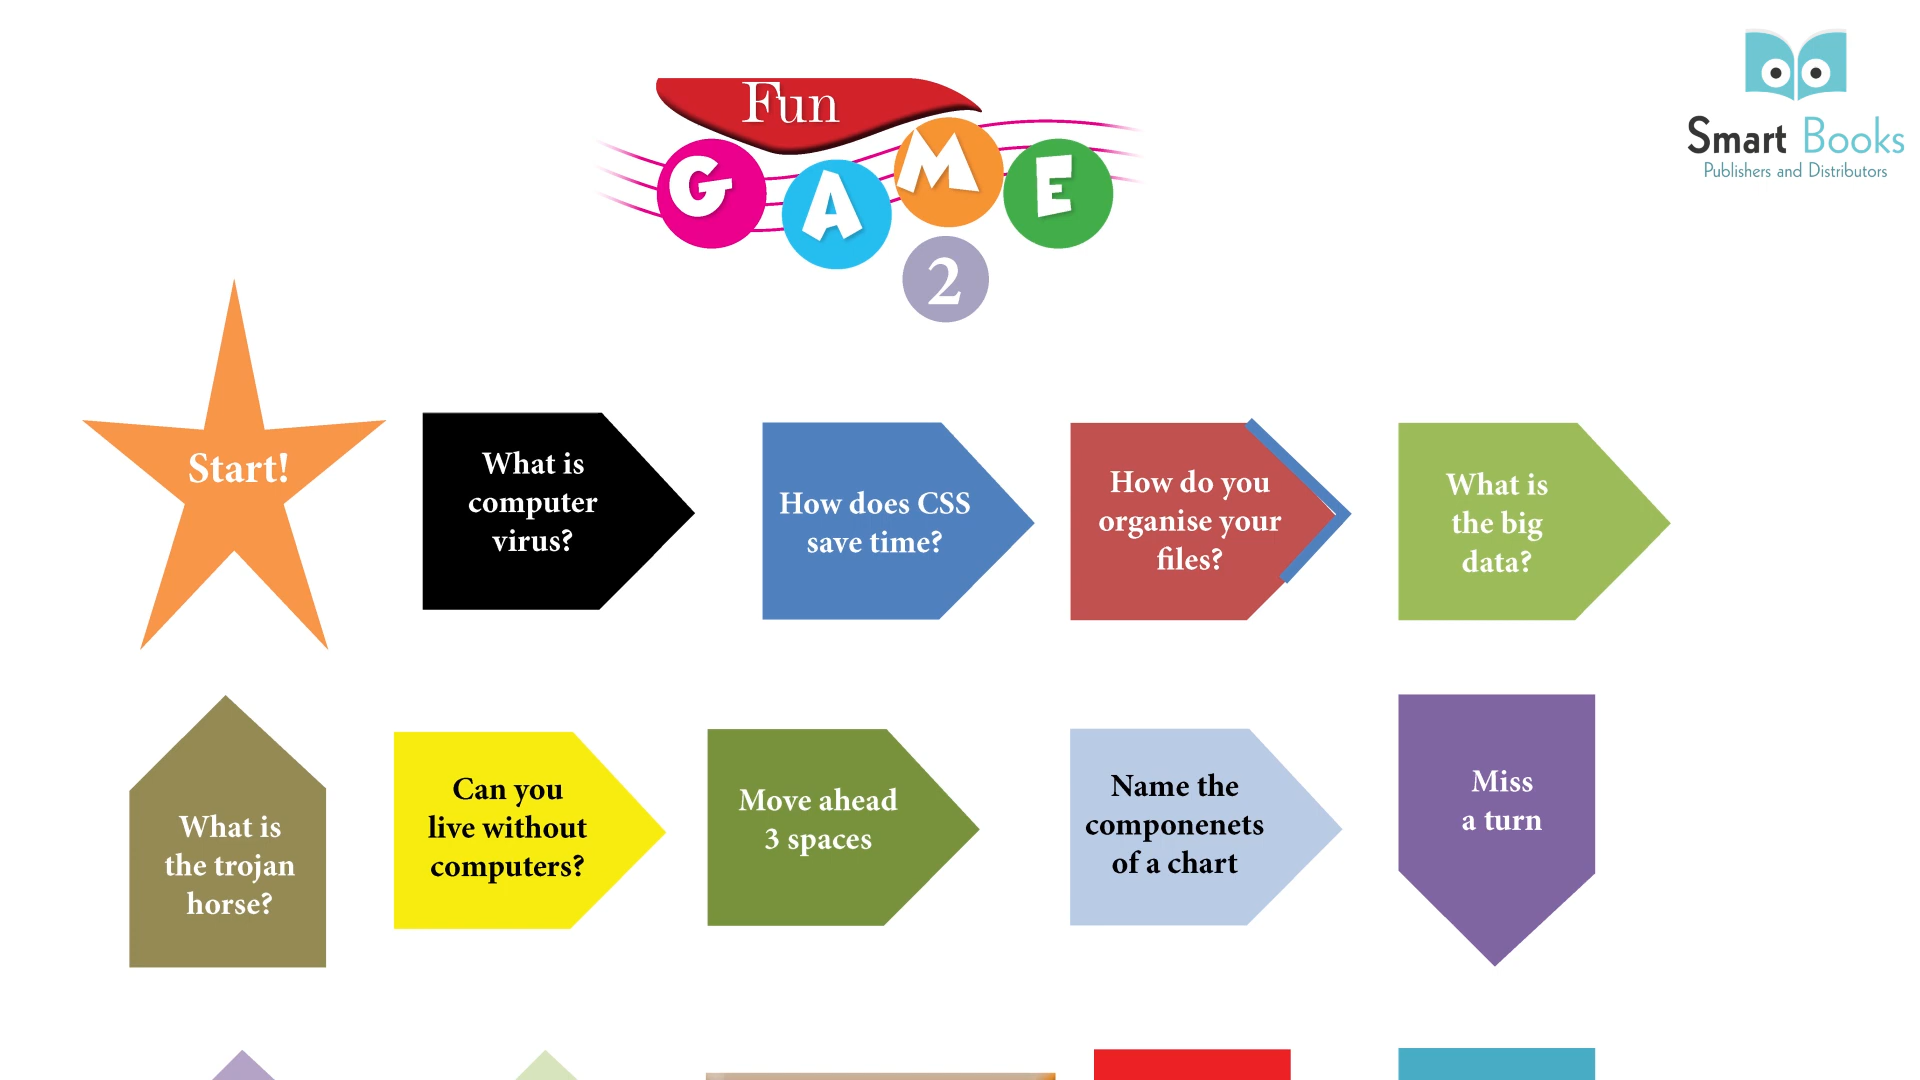 Fun
GAME
2
Smart Books
Publishers and Distributors
Start!
What is
computer
virus?
How does CSS
save time?
How do you
organise your
files?
What is
the big
data?
What is
the trojan
horse?
Can you
live without
computers?
Move ahead
3 spaces
Name the
componenets
of a chart
Miss
a turn